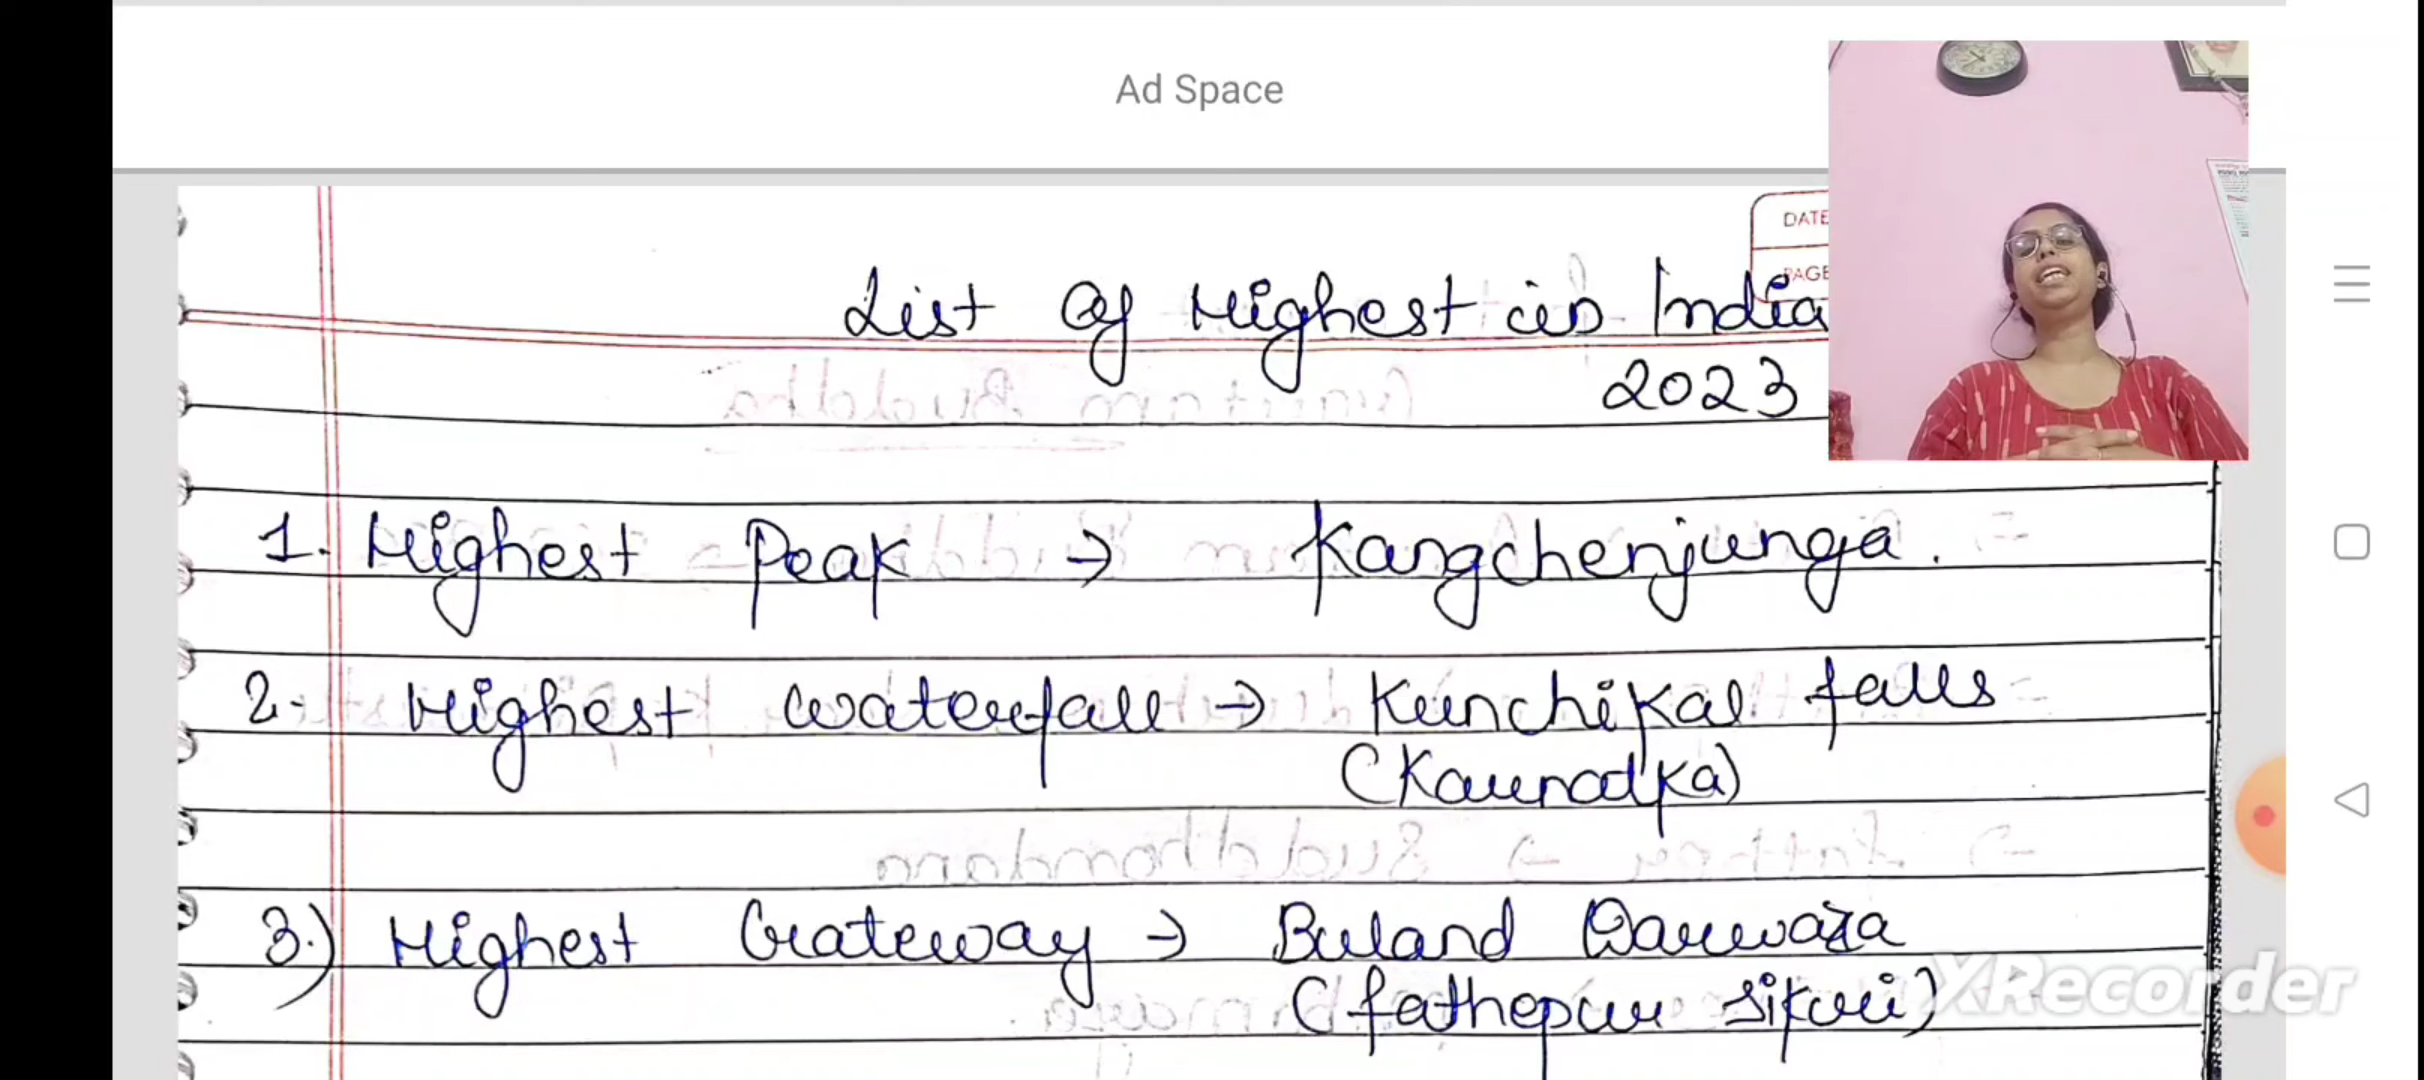 Ad Space
DATE
PAGE
List Of Highest in India
2023
1. Highest Peak → Kangchenjunga.
2. Highest waterfall → Kunchikal falls
(Karnatka)
3.) Highest Gateway → Buland Darwaza
(fathepur sikri)
XRecorder